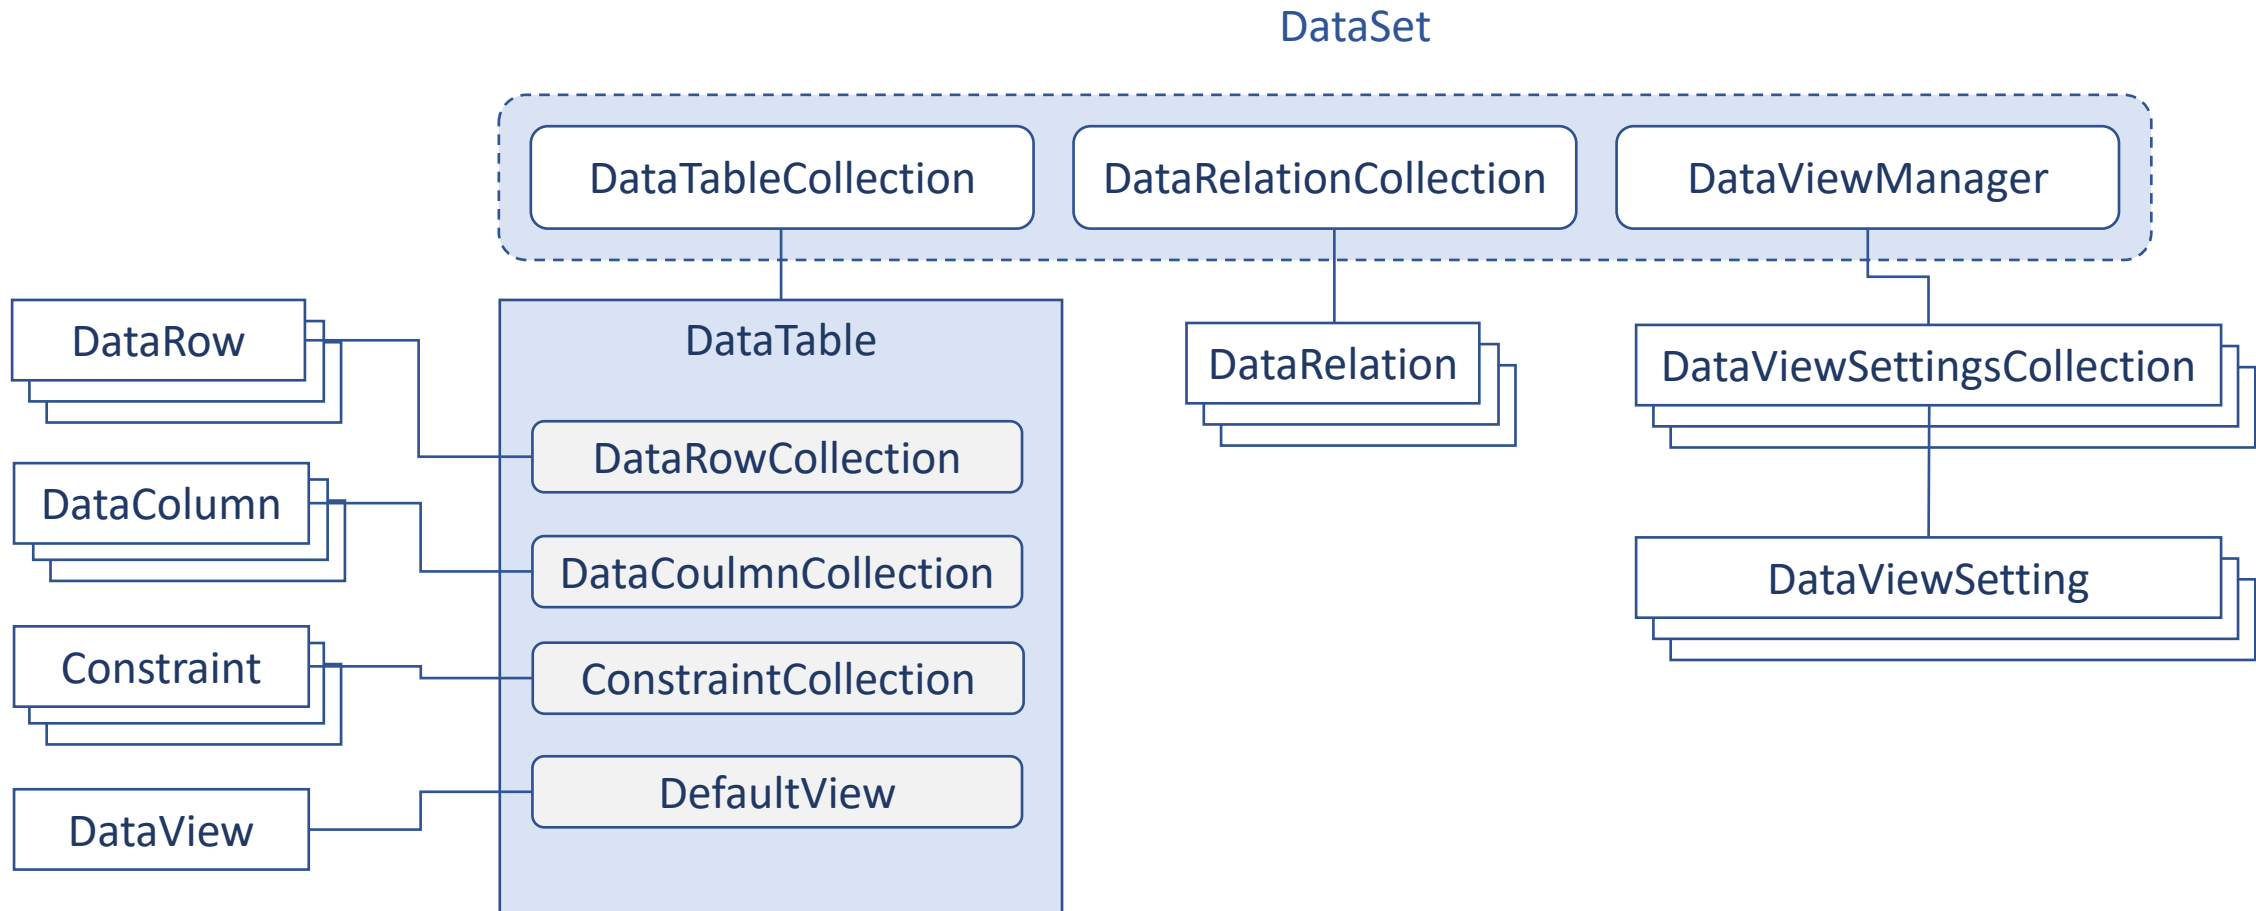 DataSet
DataTableCollection
DataRelationCollection
DataViewManager
DataRow
DataTable
DataRelation
DataViewSettingsCollection
DataRowCollection
DataColumn
DataCoulmnCollection
DataViewSetting
Constraint
ConstraintCollection
DefaultView
DataView